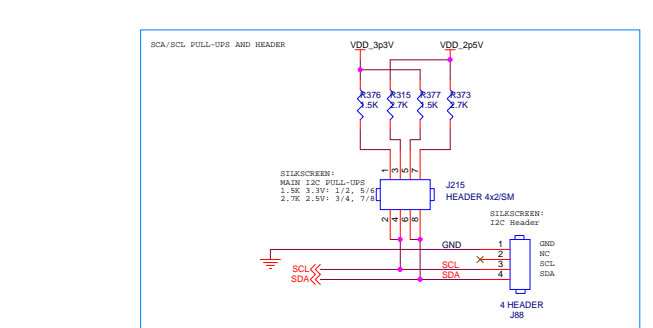 SCA/SCL PULL-UPS AND HEADER
VDD_3p3V VDD_2p5V
R376 R315 R377 R373
1.5K 2.7K 1.5K 2.7K
1 3 5 7
SILKSCREEN:
MAIN I2C PULL-UPS
1.5K 3.3V: 1/2, 5/6
2.7K 2.5V: 3/4, 7/8
J215
HEADER 4x2/SM
2 4 6 8
SILKSCREEN:
I2C Header
GND 1 GND
2 NC
SCL SCL 3 SCL
SDA SDA 4 SDA
4 HEADER
J88